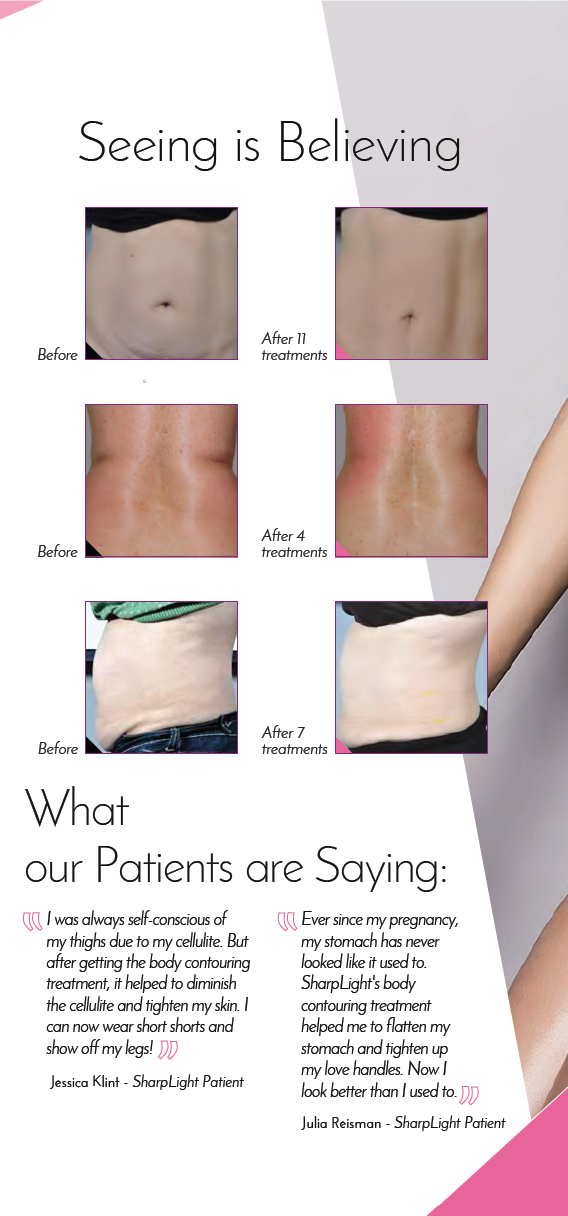 Seeing is Believing
Before
After 11
treatments
Before
After 4
treatments
Before
After 7
treatments
What
our Patients are Saying:
I was always self-conscious of
my thighs due to my cellulite. But
after getting the body contouring
treatment, it helped to diminish
the cellulite and tighten my skin. I
can now wear short shorts and
show off my legs!
Jessica Klint - SharpLight Patient
Ever since my pregnancy,
my stomach has never
looked like it used to.
SharpLight's body
contouring treatment
helped me to flatten my
stomach and tighten up
my love handles. Now I
look better than I used to.
Julia Reisman - SharpLight Patient